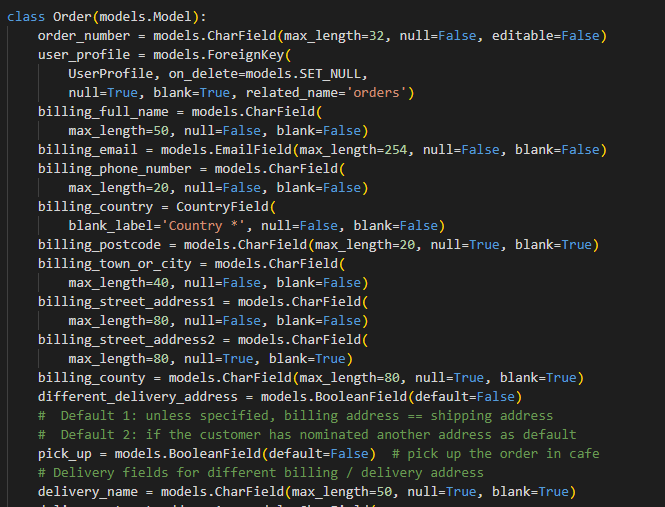 class Order(models.Model):
    order_number = models.CharField(max_length=32, null=False, editable=False)
    user_profile = models.ForeignKey(
        UserProfile, on_delete=models.SET_NULL,
        null=True, blank=True, related_name='orders')
    billing_full_name = models.CharField(
        max_length=50, null=False, blank=False)
    billing_email = models.EmailField(max_length=254, null=False, blank=False)
    billing_phone_number = models.CharField(
        max_length=20, null=False, blank=False)
    billing_country = CountryField(
        blank_label='Country *', null=False, blank=False)
    billing_postcode = models.CharField(max_length=20, null=True, blank=True)
    billing_town_or_city = models.CharField(
        max_length=40, null=False, blank=False)
    billing_street_address1 = models.CharField(
        max_length=80, null=False, blank=False)
    billing_street_address2 = models.CharField(
        max_length=80, null=True, blank=True)
    billing_county = models.CharField(max_length=80, null=True, blank=True)
    different_delivery_address = models.BooleanField(default=False)
    #  Default 1: unless specified, billing address == shipping address
    #  Default 2: if the customer has nominated another address as default
    pick_up = models.BooleanField(default=False)  # pick up the order in cafe
    # Delivery fields for different billing / delivery address
    delivery_name = models.CharField(max_length=50, null=True, blank=True)